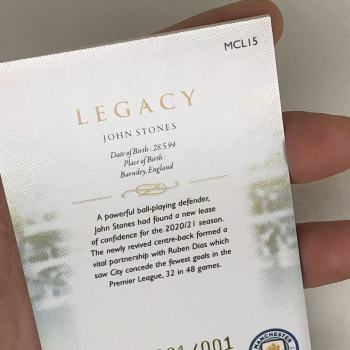 MCL15
LEGACY
JOHN STONES
Date of Birth : 28.5.94
Place of Birth :
Barnsley, England
A powerful ball-playing defender,
John Stones had found a new lease
of confidence for the 2020/21 season.
The newly revived centre-back formed a
vital partnership with Ruben Dias which
saw City concede the fewest goals in the
Premier League, 32 in 48 games.
001/001
MANCHESTER